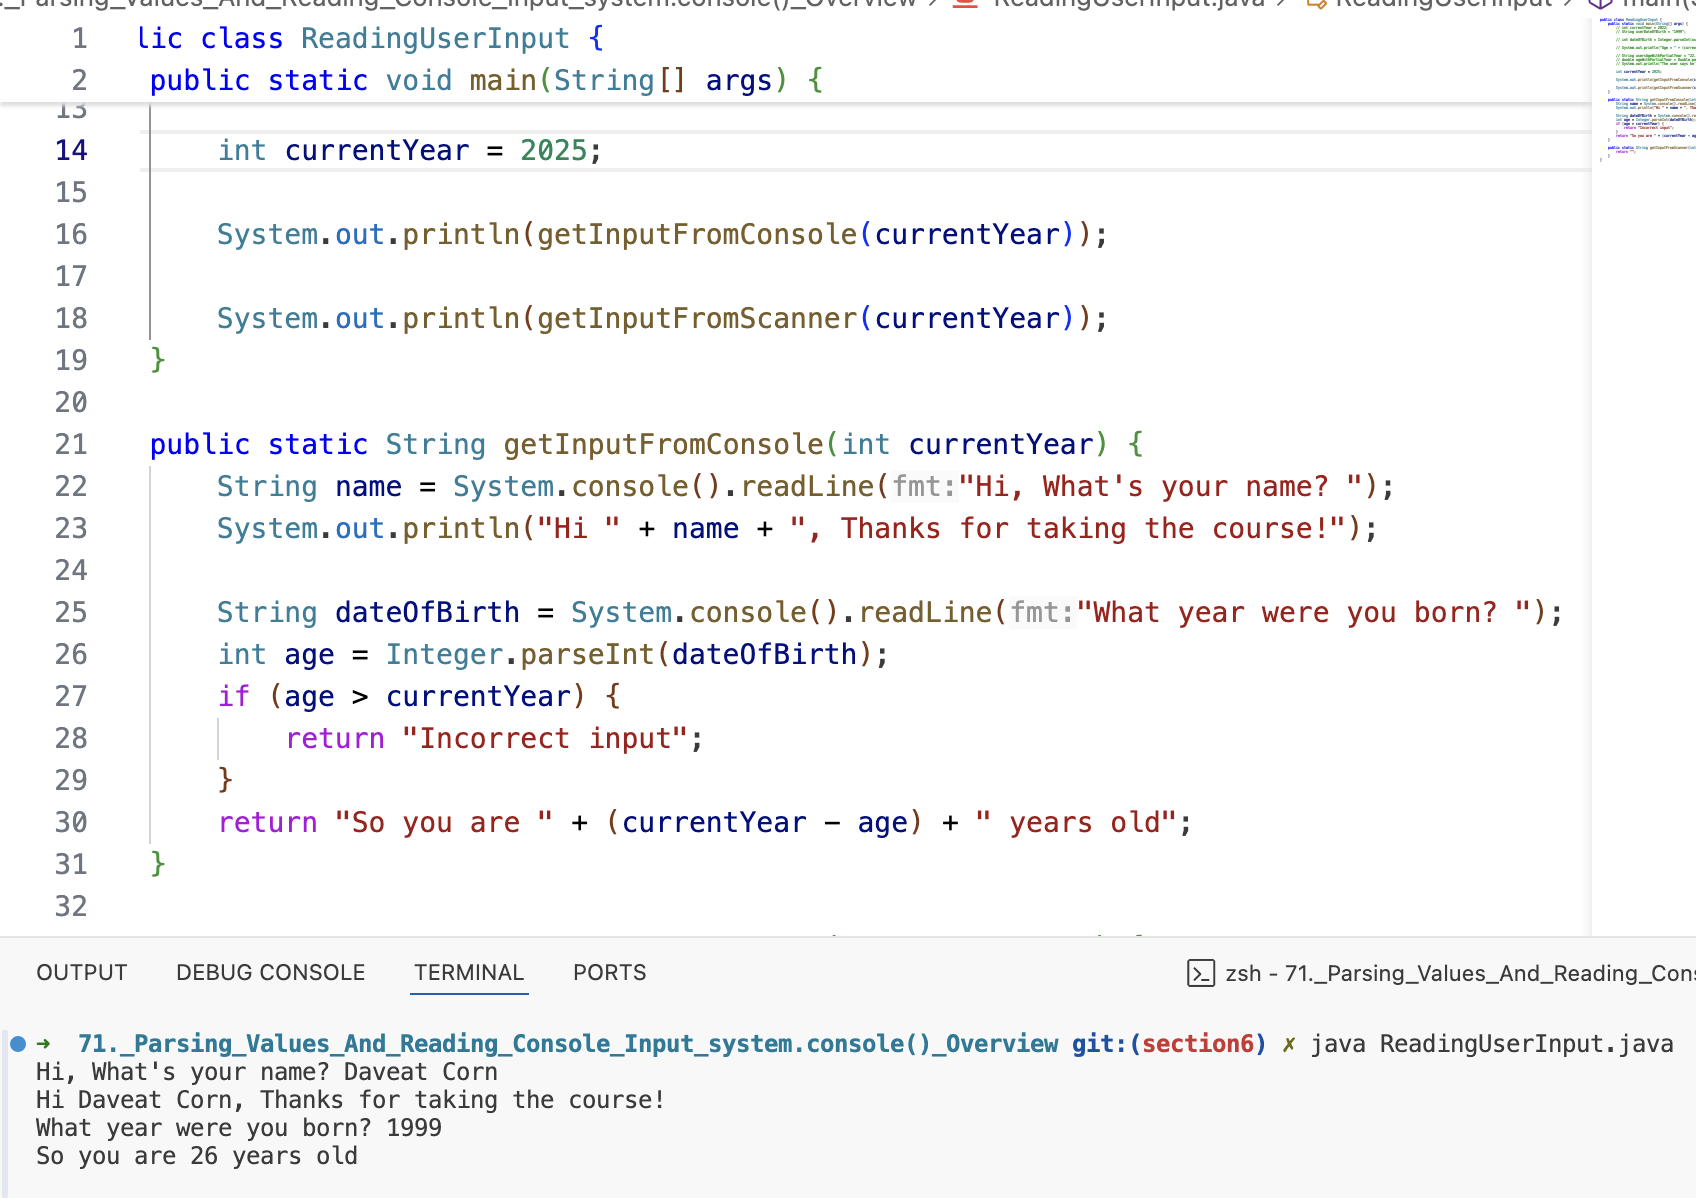 ._Parsing_Values_And_Reading_Console_Input_system.console()_Overview > ReadingUserInput.java > ReadingUserInput > main(S
1 lic class ReadingUserInput {
2 public static void main(String[] args) {
13
14 int currentYear = 2025;
15
16 System.out.println(getInputFromConsole(currentYear));
17
18 System.out.println(getInputFromScanner(currentYear));
19 }
20
21 public static String getInputFromConsole(int currentYear) {
22 String name = System.console().readLine(fmt:"Hi, What's your name? ");
23 System.out.println("Hi " + name + ", Thanks for taking the course!");
24
25 String dateOfBirth = System.console().readLine(fmt:"What year were you born? ");
26 int age = Integer.parseInt(dateOfBirth);
27 if (age > currentYear) {
28 return "Incorrect input";
29 }
30 return "So you are " + (currentYear - age) + " years old";
31 }
32
OUTPUT DEBUG CONSOLE TERMINAL PORTS zsh - 71._Parsing_Values_And_Reading_Cons
➜ 71._Parsing_Values_And_Reading_Console_Input_system.console()_Overview git:(section6) ✗ java ReadingUserInput.java
Hi, What's your name? Daveat Corn
Hi Daveat Corn, Thanks for taking the course!
What year were you born? 1999
So you are 26 years old